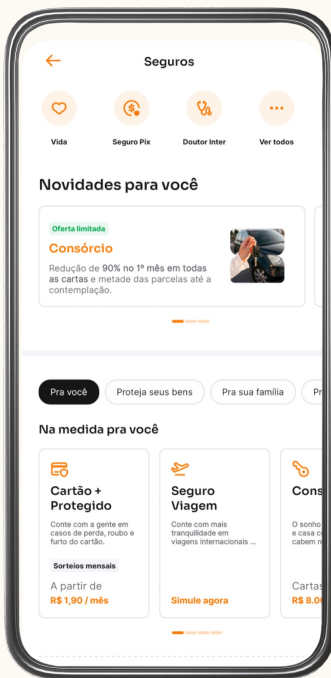 Seguros
Vida
Seguro Pix
Doutor Inter
Ver todos
Novidades para você
Oferta limitada
Consórcio
Redução de 90% no 1º mês em todas
as cartas e metade das parcelas até a
contemplação.
Pra você
Proteja seus bens
Pra sua família
Pr
Na medida pra você
Cartão +
Protegido
Conte com a gente em
casos de perda, roubo e
furto do cartão.
Sorteios mensais
A partir de
R$ 1,90 / mês
Seguro
Viagem
Conte com mais
tranquilidade em
viagens internacionais ...
Simule agora
Cons
O sonho
e casa c
cabem n
Cartas
R$ 8.00